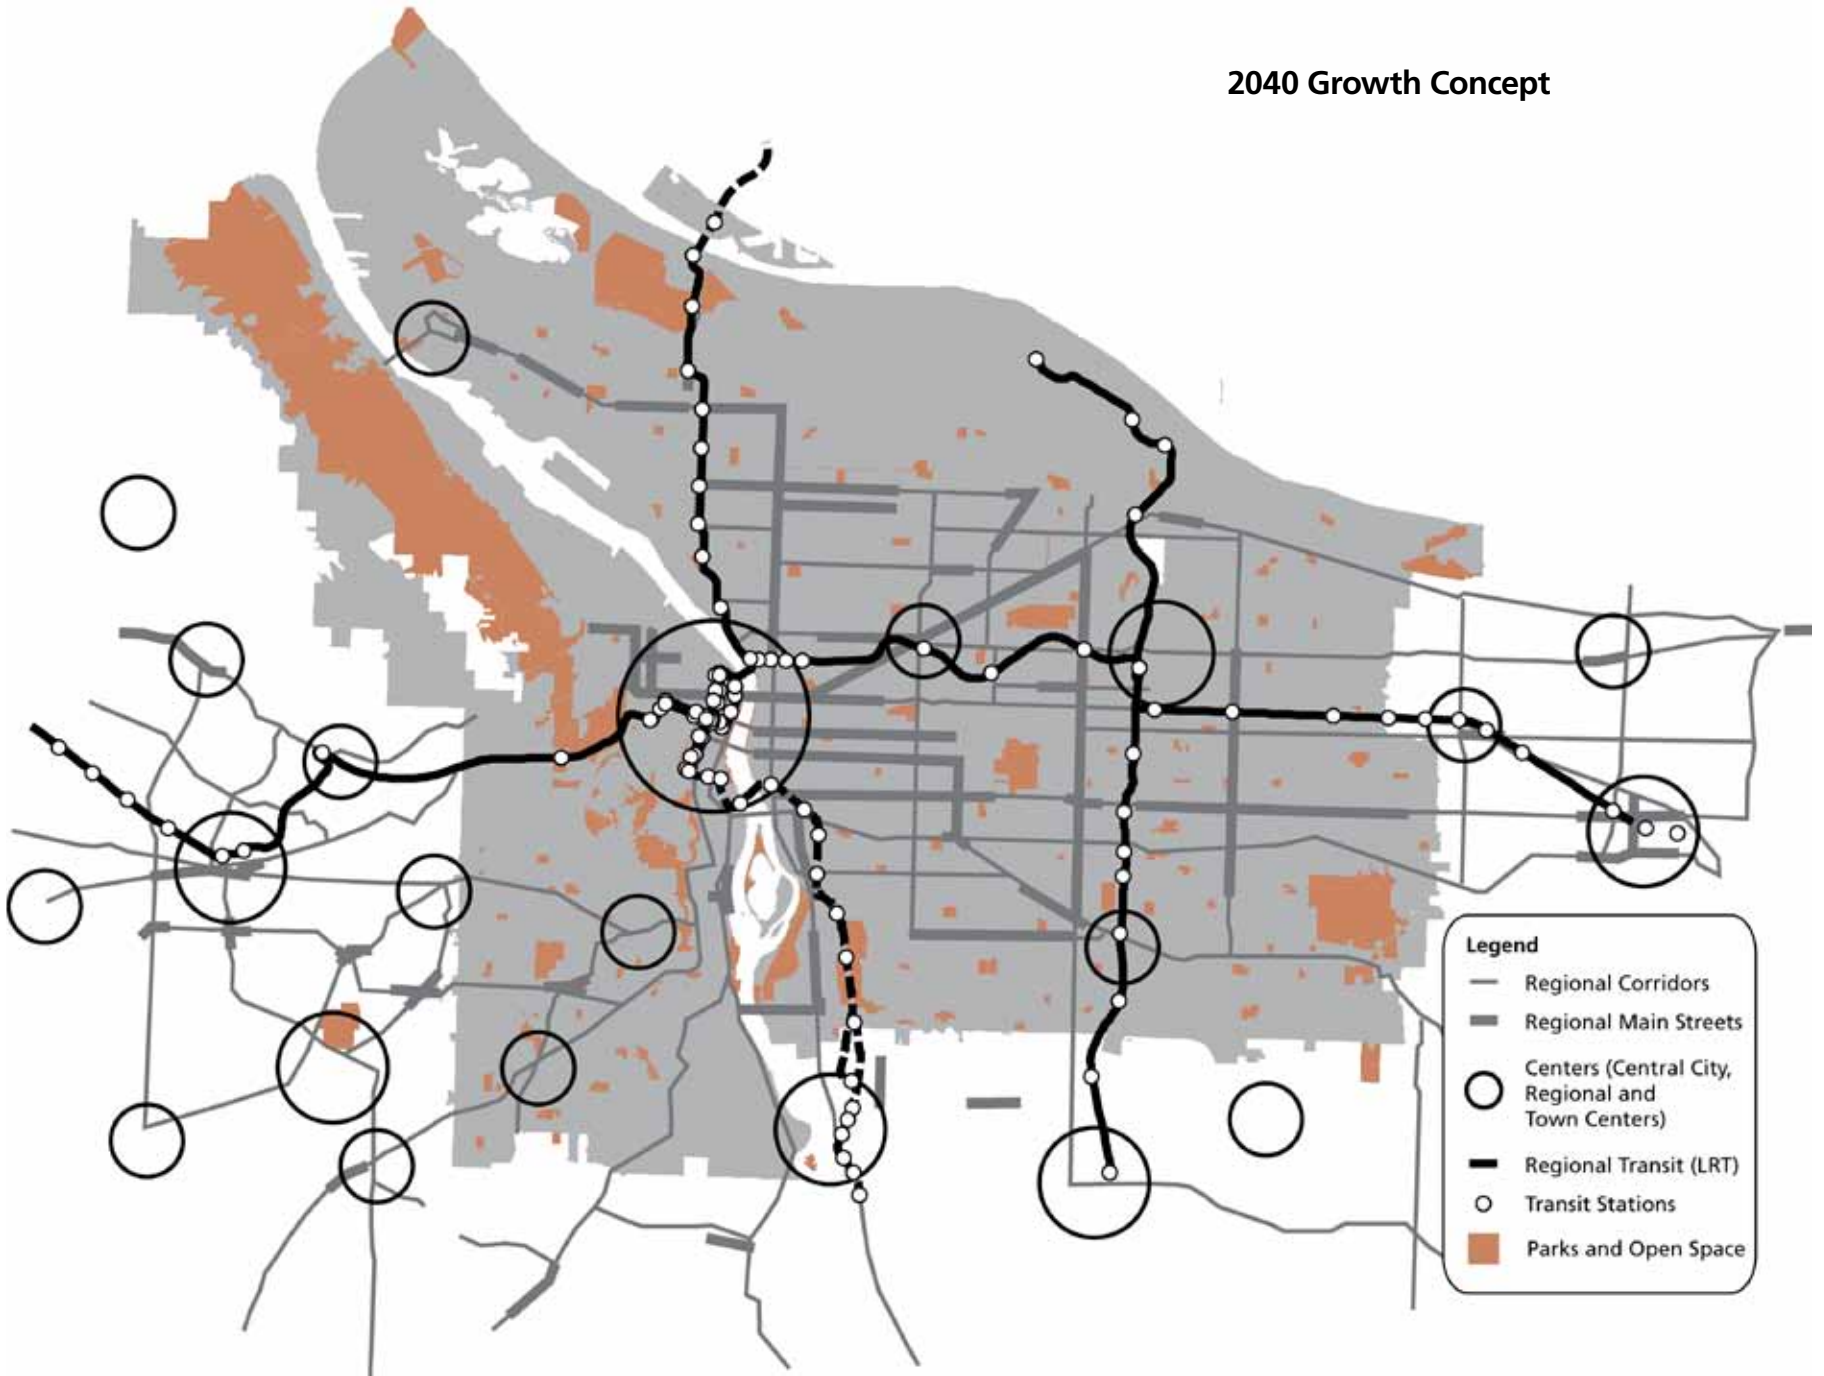 2040 Growth Concept
Legend
Regional Corridors
Regional Main Streets
Centers (Central City,
Regional and
Town Centers)
Regional Transit (LRT)
Transit Stations
Parks and Open Space